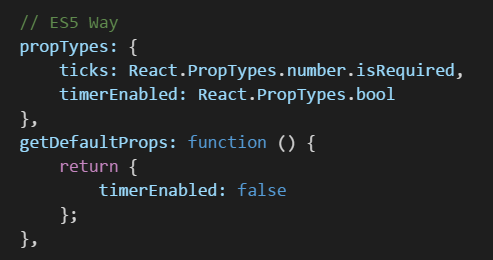 // ES5 Way
propTypes: {
    ticks: React.PropTypes.number.isRequired,
    timerEnabled: React.PropTypes.bool
},
getDefaultProps: function () {
    return {
        timerEnabled: false
    };
},